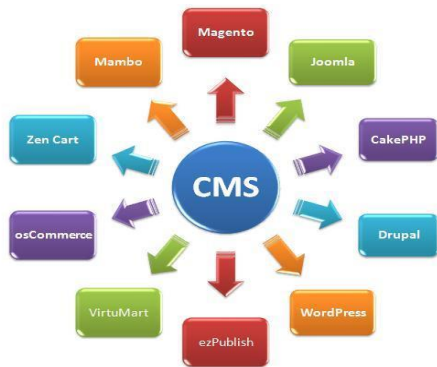 Magento
Mambo
Joomla
Zen Cart
CakePHP
CMS
osCommerce
Drupal
VirtuMart
WordPress
ezPublish